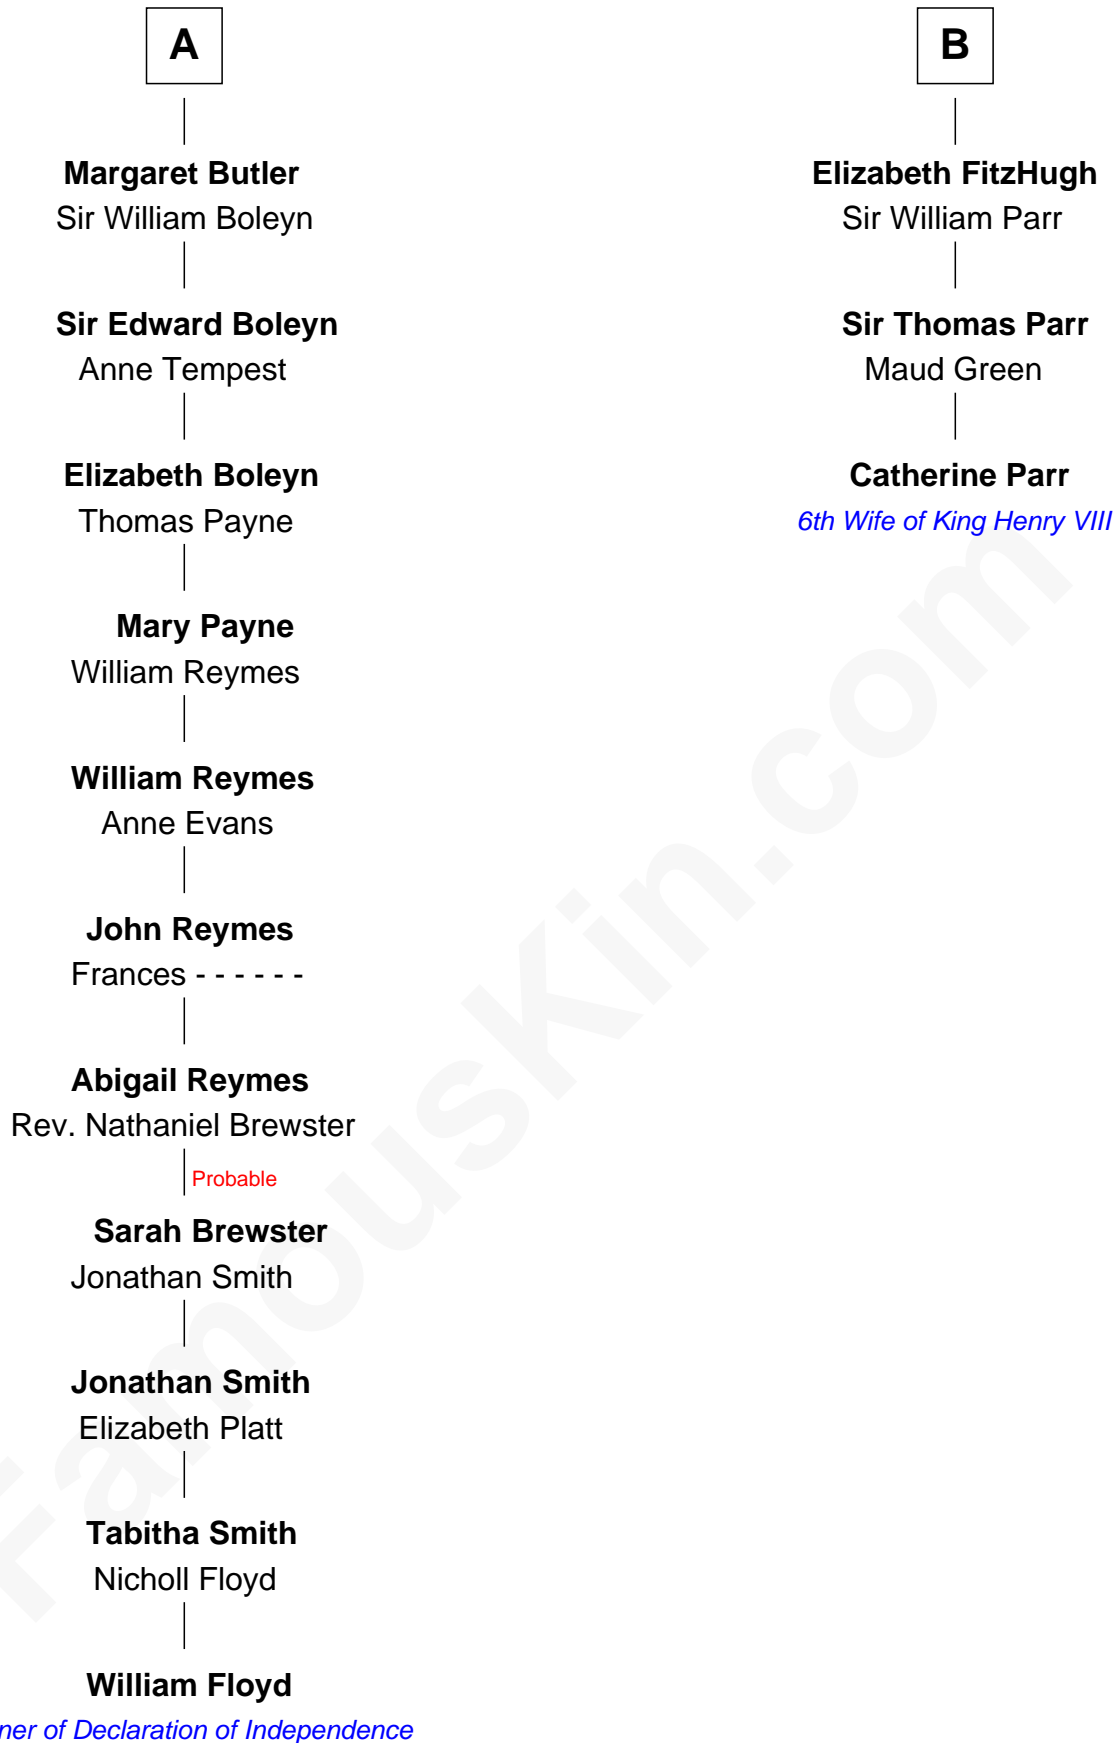 A
Margaret Butler
Sir William Boleyn
Sir Edward Boleyn
Anne Tempest
Elizabeth Boleyn
Thomas Payne
Mary Payne
William Reymes
William Reymes
Anne Evans
John Reymes
Frances - - - - - -
Abigail Reymes
Rev. Nathaniel Brewster
Probable
Sarah Brewster
Jonathan Smith
Jonathan Smith
Elizabeth Platt
Tabitha Smith
Nicholl Floyd
William Floyd
ner of Declaration of Independence
B
Elizabeth FitzHugh
Sir William Parr
Sir Thomas Parr
Maud Green
Catherine Parr
6th Wife of King Henry VIII
FamousKin.com